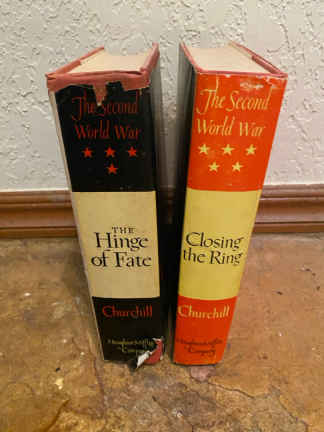 The Second
World War
THE
Hinge
of Fate
Churchill
Houghton Mifflin
Company
The Second
World War
Closing
the Ring
Churchill
Houghton Mifflin
Company